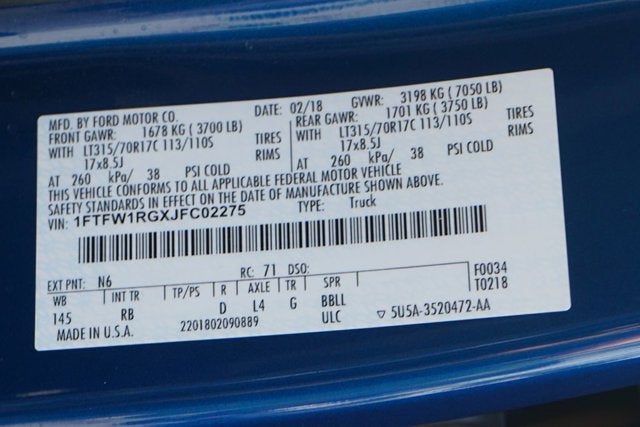 MFD. BY FORD MOTOR CO. DATE: 02/18 GVWR: 3198 KG ( 7050 LB)
FRONT GAWR: 1678 KG ( 3700 LB) REAR GAWR: 1701 KG ( 3750 LB)
WITH LT315/70R17C 113/110S TIRES WITH LT315/70R17C 113/110S TIRES
17x8.5J RIMS 17x8.5J RIMS
AT 260 kPa/ 38 PSI COLD AT 260 kPa/ 38 PSI COLD
THIS VEHICLE CONFORMS TO ALL APPLICABLE FEDERAL MOTOR VEHICLE
SAFETY STANDARDS IN EFFECT ON THE DATE OF MANUFACTURE SHOWN ABOVE.
VIN: 1FTFW1RGXJFC02275 TYPE: Truck
EXT PNT: N6 RC: 71 DSO: F0034
WB INT TR TP/PS R AXLE TR SPR T0218
145 RB D L4 G BBLL
MADE IN U.S.A. 2201802090889 ULC ▽ 5U5A-3520472-AA